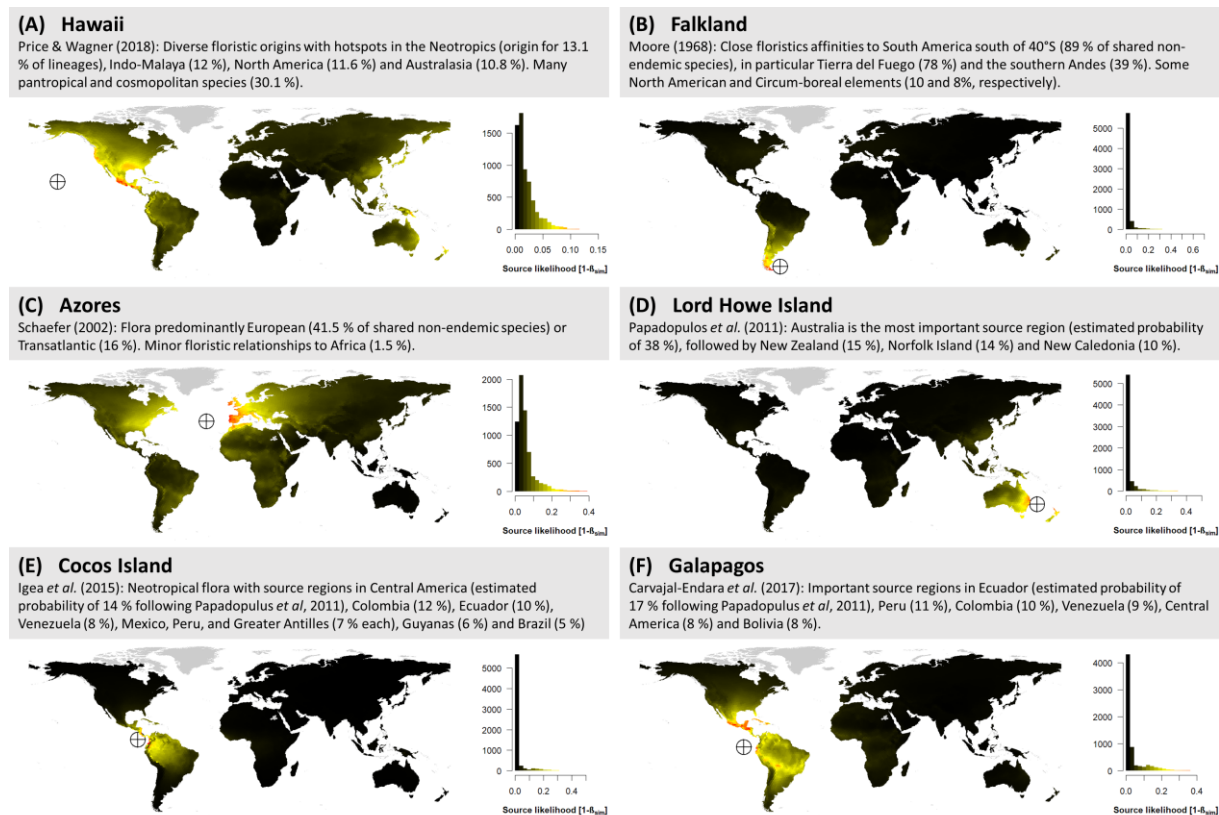 (A) Hawaii
Price & Wagner (2018): Diverse floristic origins with hotspots in the Neotropics (origin for 13.1
% of lineages), Indo-Malaya (12 %), North America (11.6 %) and Australasia (10.8 %). Many
pantropical and cosmopolitan species (30.1 %).
1500
1000
500
0
0.00 0.05 0.10 0.15
Source likelihood [1-ßsim]
(B) Falkland
Moore (1968): Close floristics affinities to South America south of 40°S (89 % of shared non-
endemic species), in particular Tierra del Fuego (78 %) and the southern Andes (39 %). Some
North American and Circum-boreal elements (10 and 8%, respectively).
5000
4000
3000
2000
1000
0
0.0 0.2 0.4 0.6
Source likelihood [1-ßsim]
(C) Azores
Schaefer (2002): Flora predominantly European (41.5 % of shared non-endemic species) or
Transatlantic (16 %). Minor floristic relationships to Africa (1.5 %).
2000
1500
1000
500
0
0.0 0.2 0.4
Source likelihood [1-ßsim]
(D) Lord Howe Island
Papadopulos et al. (2011): Australia is the most important source region (estimated probability
of 38 %), followed by New Zealand (15 %), Norfolk Island (14 %) and New Caledonia (10 %).
5000
4000
3000
2000
1000
0
0.0 0.2 0.4
Source likelihood [1-ßsim]
(E) Cocos Island
Igea et al. (2015): Neotropical flora with source regions in Central America (estimated
probability of 14 % following Papadopulus et al, 2011), Colombia (12 %), Ecuador (10 %),
Venezuela (8 %), Mexico, Peru, and Greater Antilles (7 % each), Guyanas (6 %) and Brazil (5 %)
5000
4000
3000
2000
1000
0
0.0 0.2 0.4
Source likelihood [1-ßsim]
(F) Galapagos
Carvajal-Endara et al. (2017): Important source regions in Ecuador (estimated probability of
17 % following Papadopulus et al, 2011), Peru (11 %), Colombia (10 %), Venezuela (9 %), Central
America (8 %) and Bolivia (8 %).
4000
3000
2000
1000
0
0.0 0.2 0.4
Source likelihood [1-ßsim]